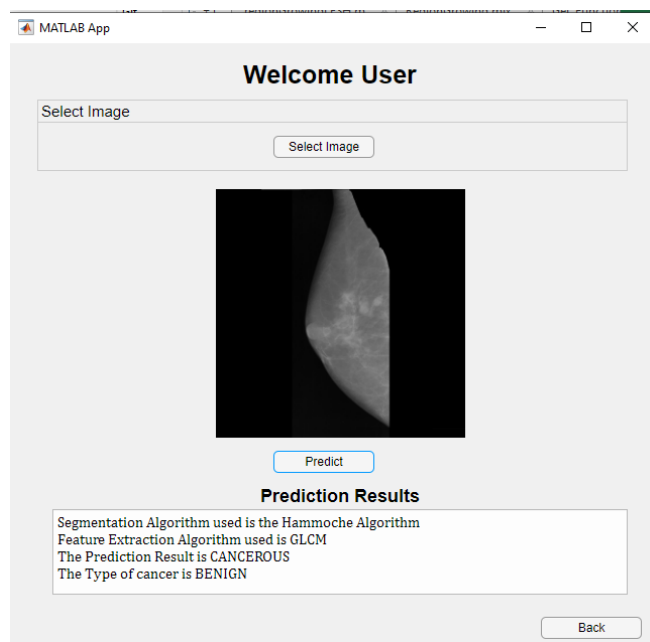 MATLAB App
Welcome User
Select Image
Select Image
Predict
Prediction Results
Segmentation Algorithm used is the Hammoche Algorithm
Feature Extraction Algorithm used is GLCM
The Prediction Result is CANCEROUS
The Type of cancer is BENIGN
Back